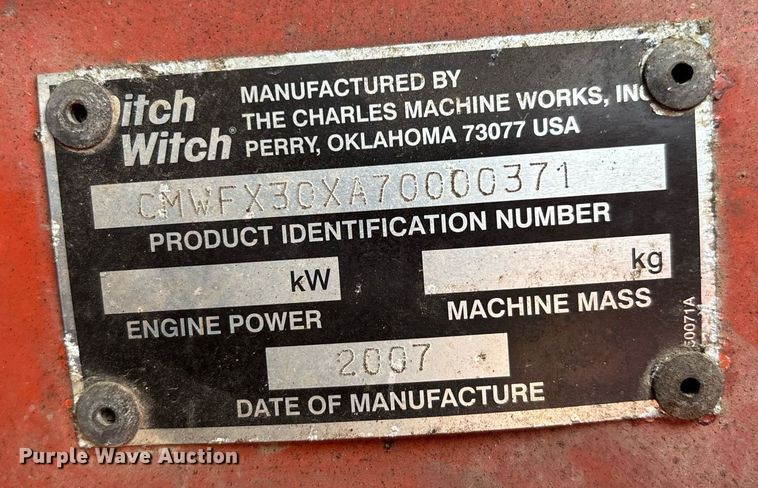 itch
Witch®
MANUFACTURED BY
THE CHARLES MACHINE WORKS, INC
PERRY, OKLAHOMA 73077 USA
CMWFX30XA70000371
PRODUCT IDENTIFICATION NUMBER
kW
ENGINE POWER
kg
MACHINE MASS
2007
DATE OF MANUFACTURE
50071A
Purple Wave Auction